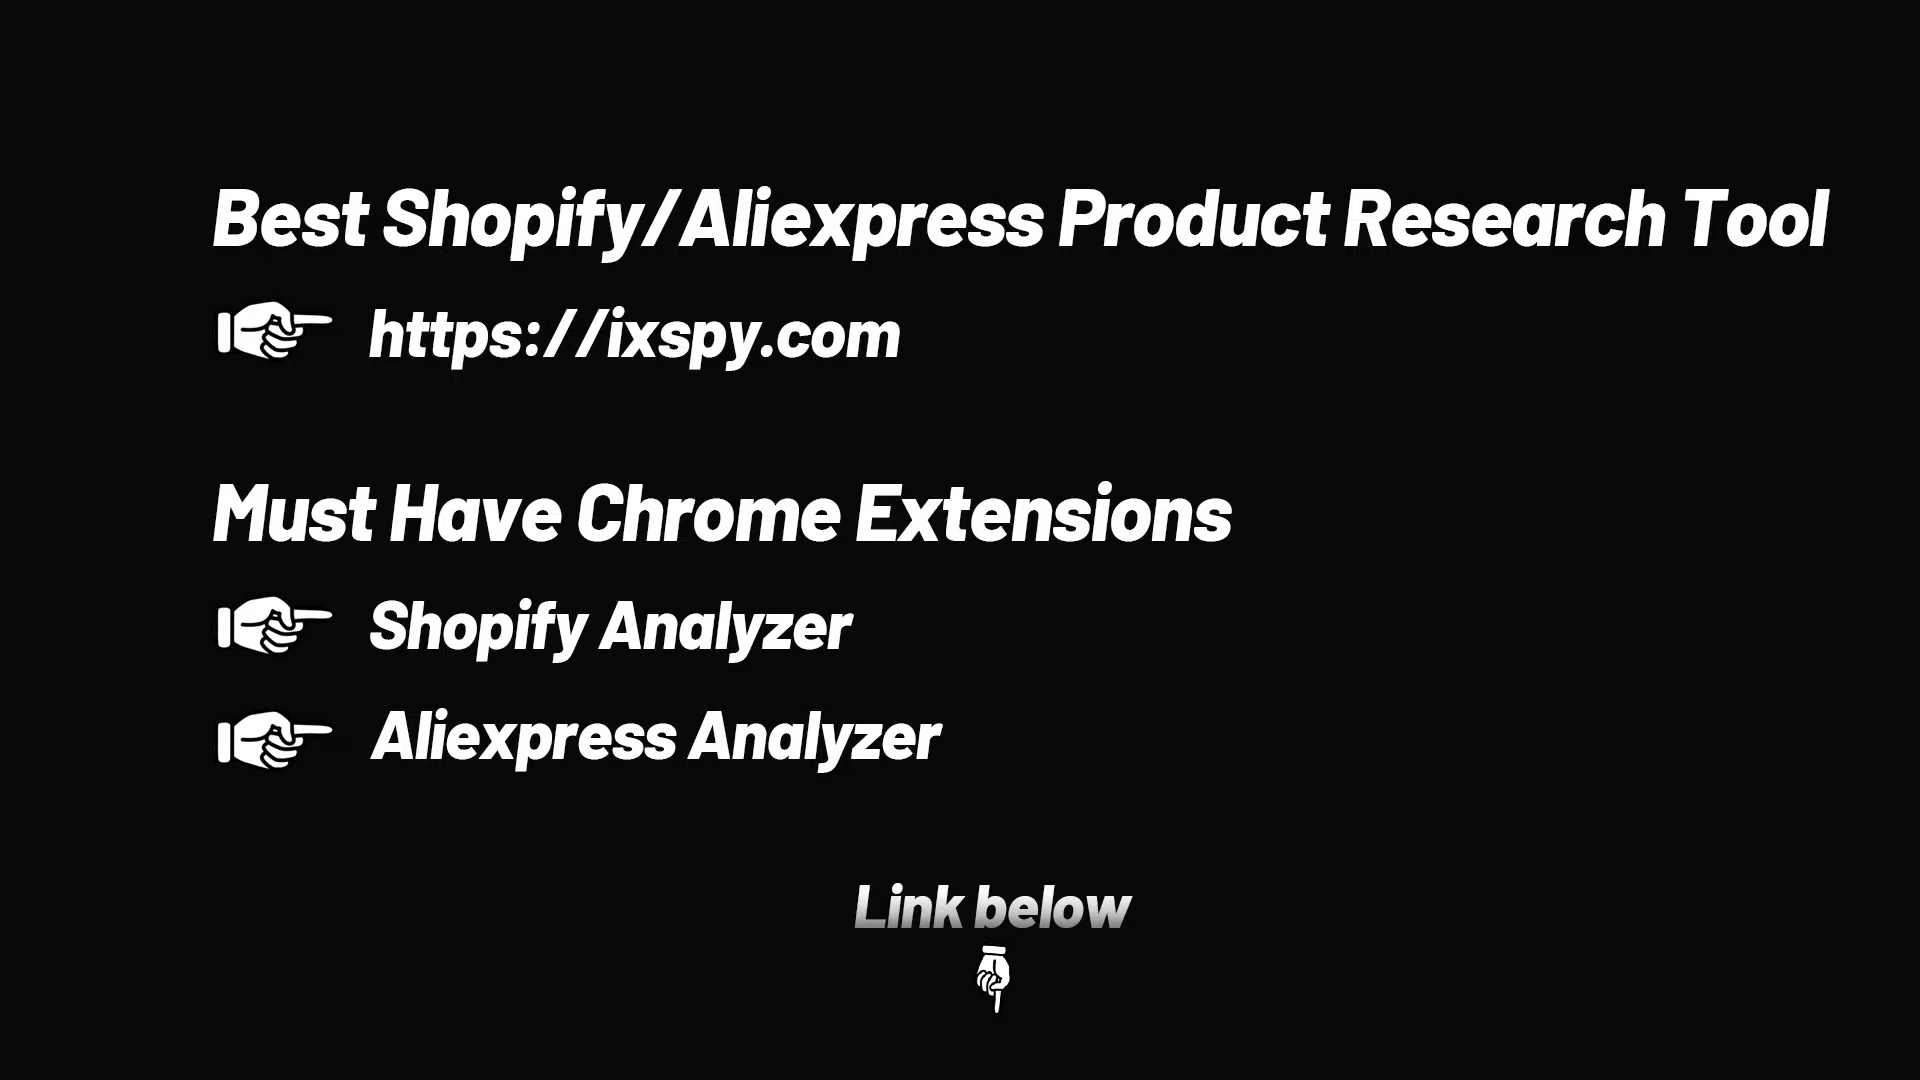 Best Shopify/Aliexpress Product Research Tool
https://ixspy.com
Must Have Chrome Extensions
Shopify Analyzer
Aliexpress Analyzer
Link below